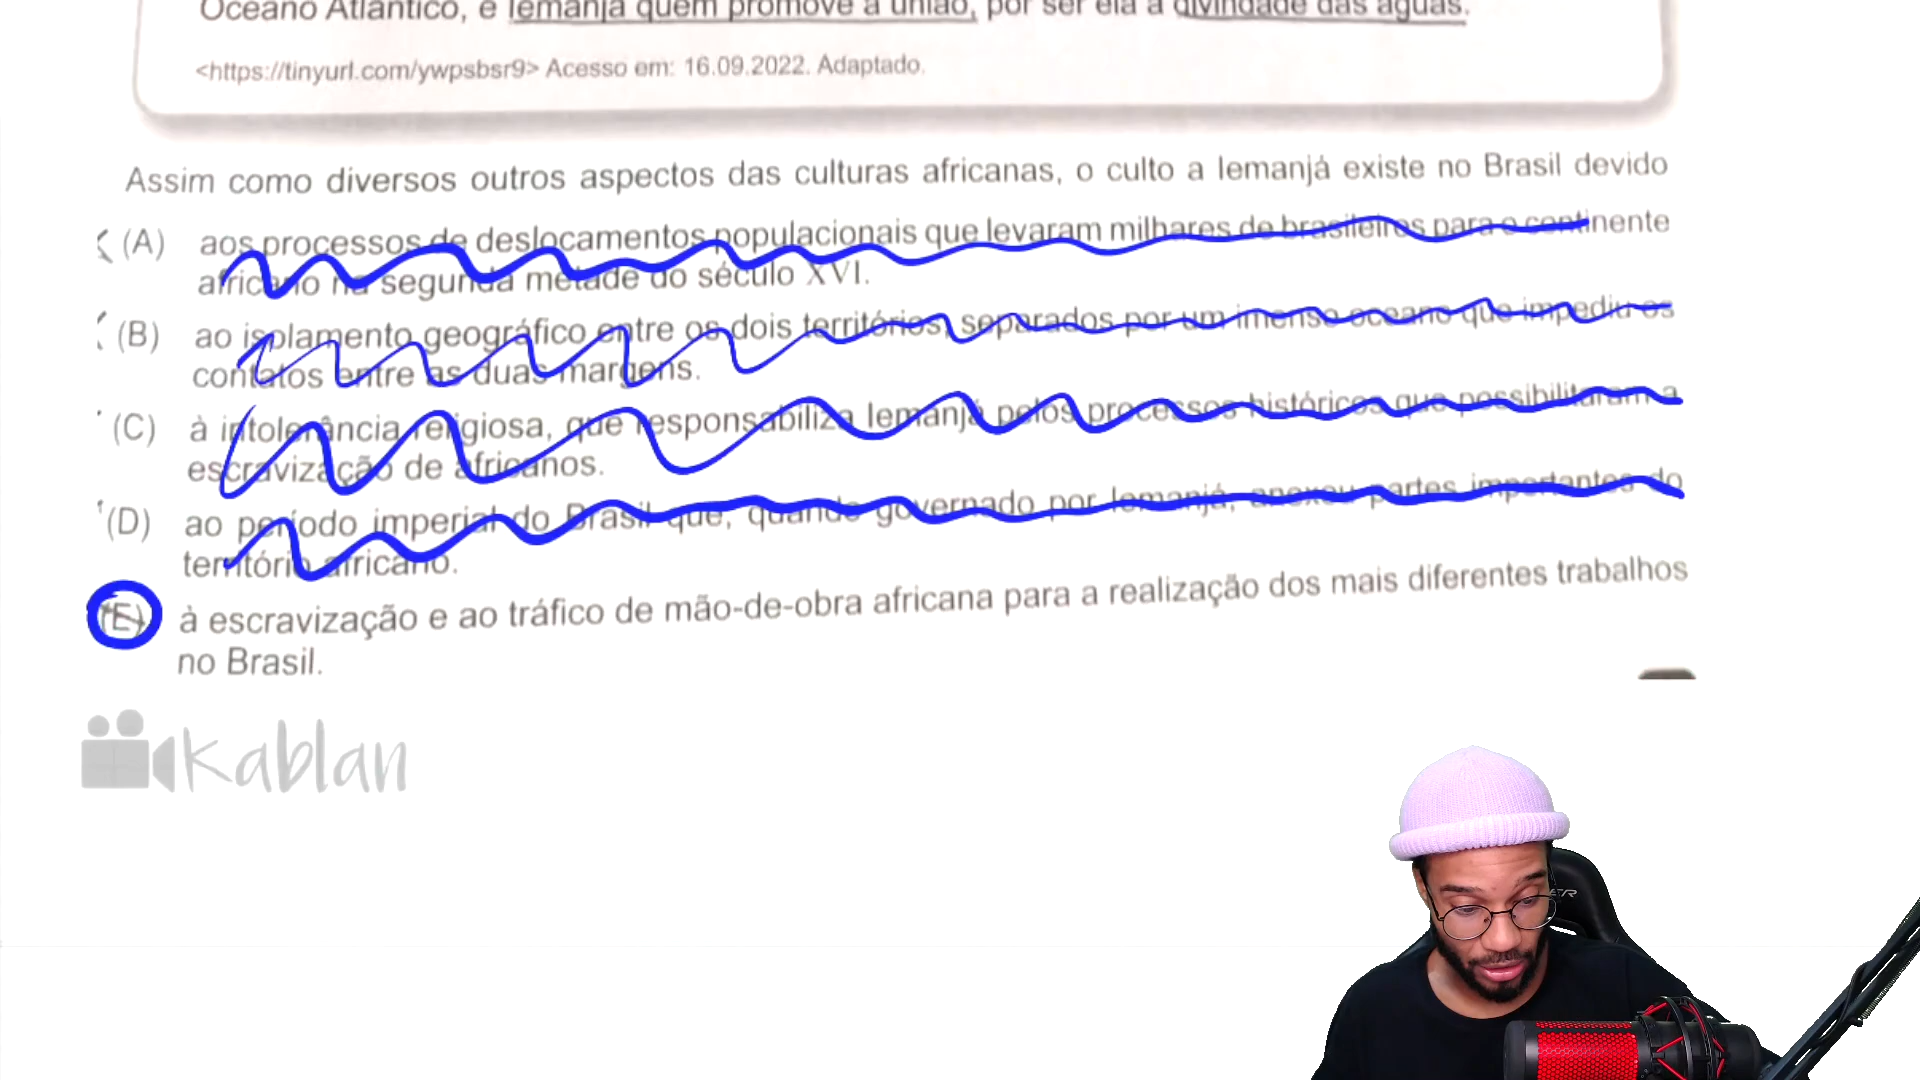 Oceano Atlântico, é Iemanjá quem promove a união, por ser ela a divindade das águas.
<https://tinyurl.com/ywpsbsr9> Acesso em: 16.09.2022. Adaptado.
Assim como diversos outros aspectos das culturas africanas, o culto a Iemanjá existe no Brasil devido
(A) aos processos de deslocamentos populacionais que levaram milhares de brasileiros para o continente
africano na segunda metade do século XVI.
(B) ao isolamento geográfico entre os dois territórios, separados por um imenso oceano que impediu os
contatos entre as duas margens.
(C) à intolerância religiosa, que responsabiliza Iemanjá pelos processos históricos que possibilitaram a
escravização de africanos.
(D) ao período imperial do Brasil que, quando governado por Iemanjá, anexou partes importantes do
território africano.
(E) à escravização e ao tráfico de mão-de-obra africana para a realização dos mais diferentes trabalhos
no Brasil.
Kablan